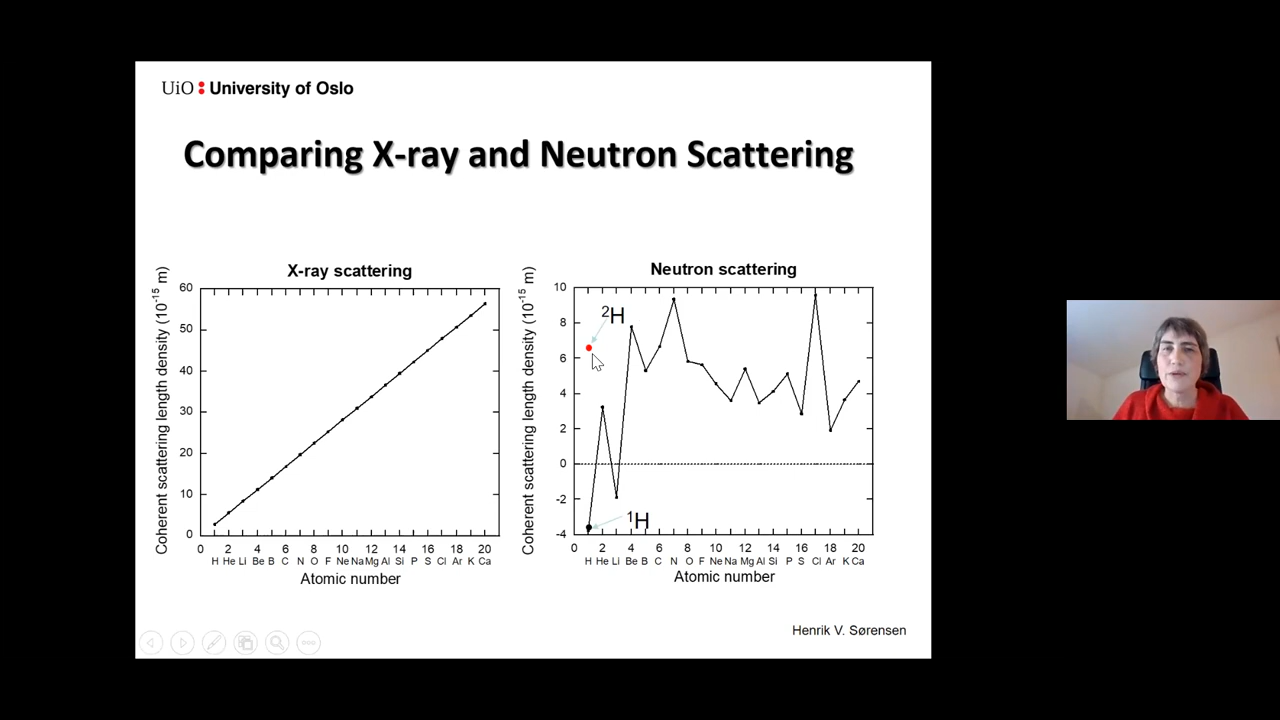 UiO : University of Oslo
Comparing X-ray and Neutron Scattering
X-ray scattering
Coherent scattering length density (10⁻¹⁵ m)
60
50
40
30
20
10
0
0 2 4 6 8 10 12 14 16 18 20
H He Li Be B C N O F Ne Na Mg Al Si P S Cl Ar K Ca
Atomic number
Neutron scattering
Coherent scattering length density (10⁻¹⁵ m)
10
8
6
4
2
0
-2
-4
²H
¹H
0 2 4 6 8 10 12 14 16 18 20
H He Li Be B C N O F Ne Na Mg Al Si P S Cl Ar K Ca
Atomic number
Henrik V. Sørensen